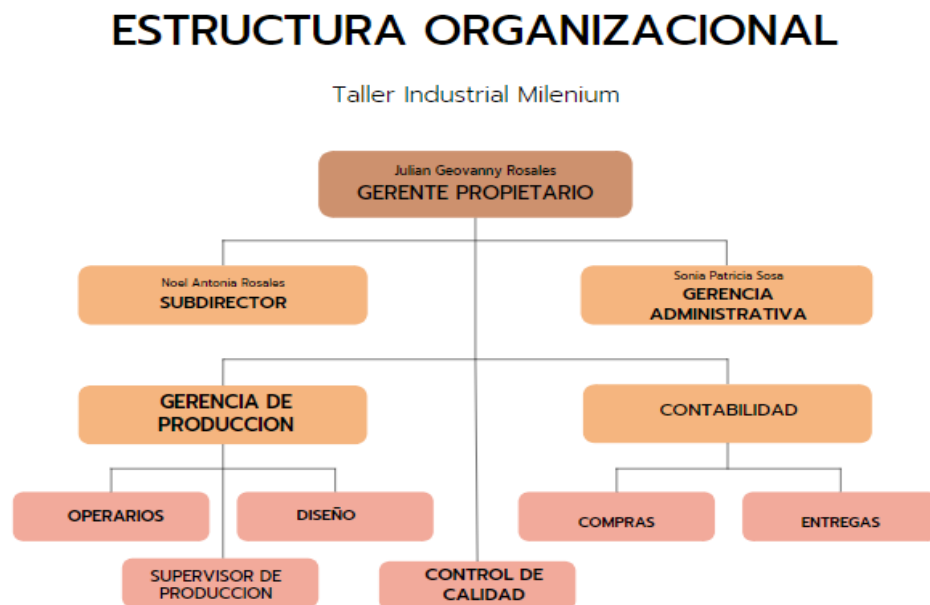 ESTRUCTURA ORGANIZACIONAL
Taller Industrial Milenium
Julian Geovanny Rosales
GERENTE PROPIETARIO
Noel Antonia Rosales
SUBDIRECTOR
Sonia Patricia Sosa
GERENCIA
ADMINISTRATIVA
GERENCIA DE
PRODUCCION
CONTABILIDAD
OPERARIOS
DISEÑO
COMPRAS
ENTREGAS
SUPERVISOR DE
PRODUCCION
CONTROL DE
CALIDAD